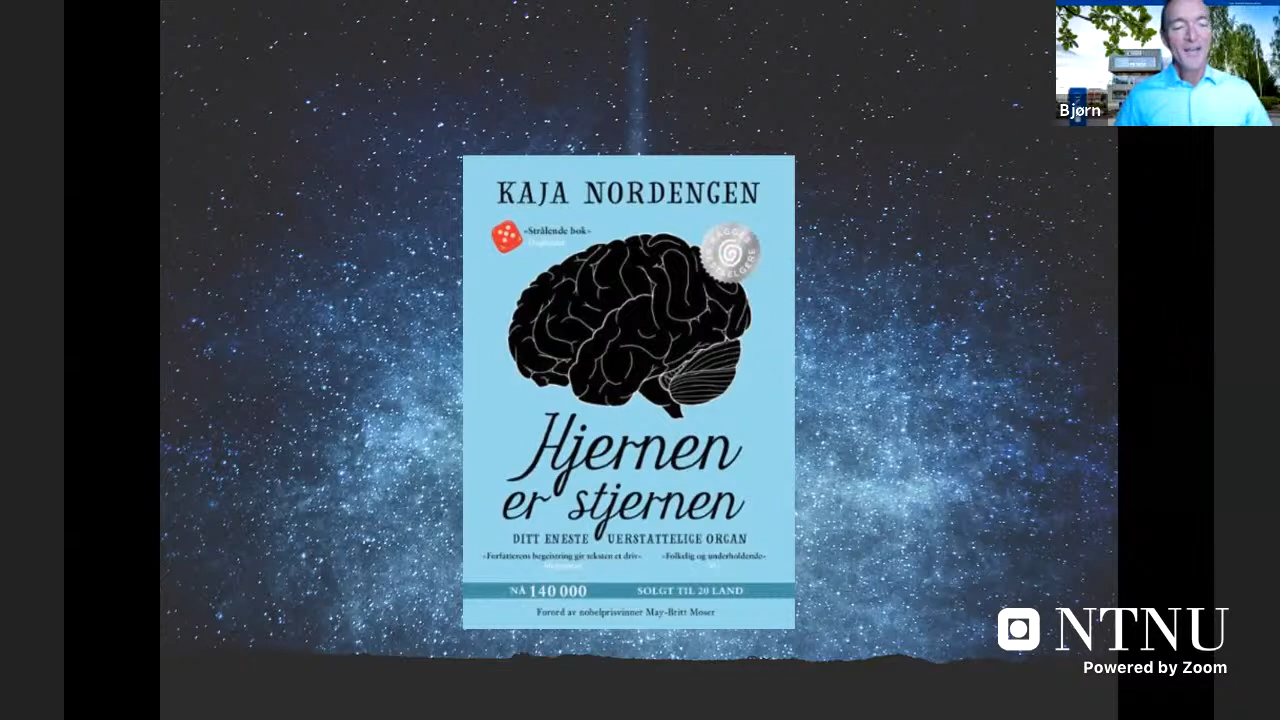 Bjørn
KAJA NORDENGEN
«Strålende bok»
Dagbladet
HJERNEN
Hjernen
er stjernen
DITT ENESTE UERSTATTELIGE ORGAN
«Forfatterens begeistring gir teksten et driv» «Folkelig og underholdende»
NÅ 140 000 SOLGT TIL 20 LAND
Forord av nobelprisvinner May-Britt Moser
NTNU
Powered by Zoom